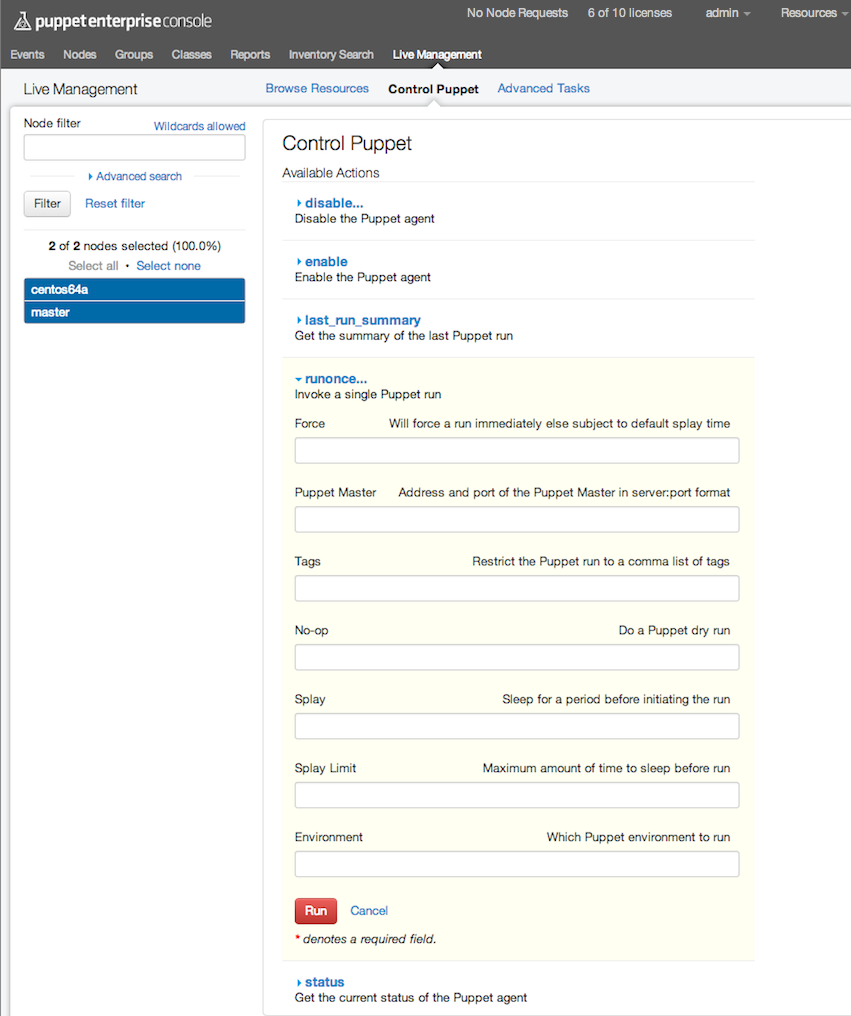 puppetenterprise console
No Node Requests 6 of 10 licenses admin Resources
Events Nodes Groups Classes Reports Inventory Search Live Management
Live Management
Browse Resources Control Puppet Advanced Tasks
Node filter Wildcards allowed
Advanced search
Filter Reset filter
2 of 2 nodes selected (100.0%)
Select all • Select none
centos64a
master
Control Puppet
Available Actions
disable...
Disable the Puppet agent
enable
Enable the Puppet agent
last_run_summary
Get the summary of the last Puppet run
runonce...
Invoke a single Puppet run
Force Will force a run immediately else subject to default splay time
Puppet Master Address and port of the Puppet Master in server:port format
Tags Restrict the Puppet run to a comma list of tags
No-op Do a Puppet dry run
Splay Sleep for a period before initiating the run
Splay Limit Maximum amount of time to sleep before run
Environment Which Puppet environment to run
Run Cancel
* denotes a required field.
status
Get the current status of the Puppet agent